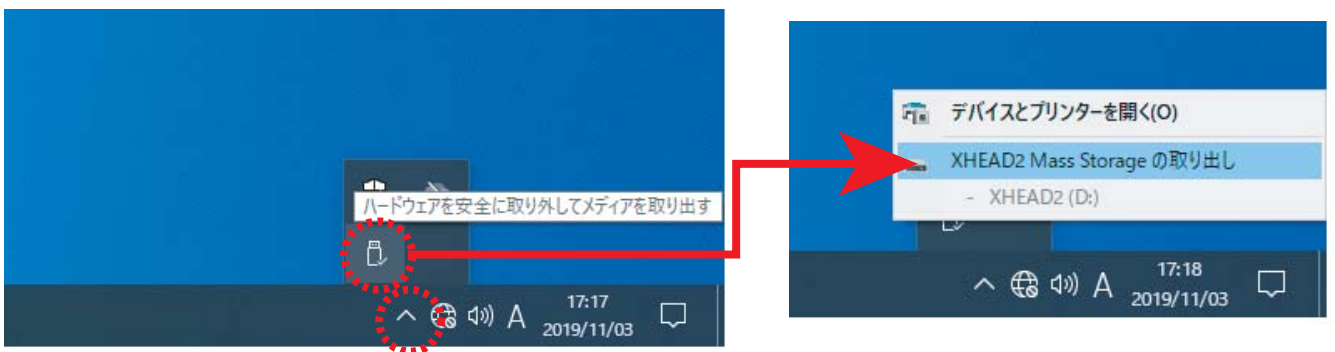 ハードウェアを安全に取り外してメディアを取り出す
A
17:17
2019/11/03
デバイスとプリンターを開く(O)
XHEAD2 Mass Storage の取り出し
- XHEAD2 (D:)
A
17:18
2019/11/03